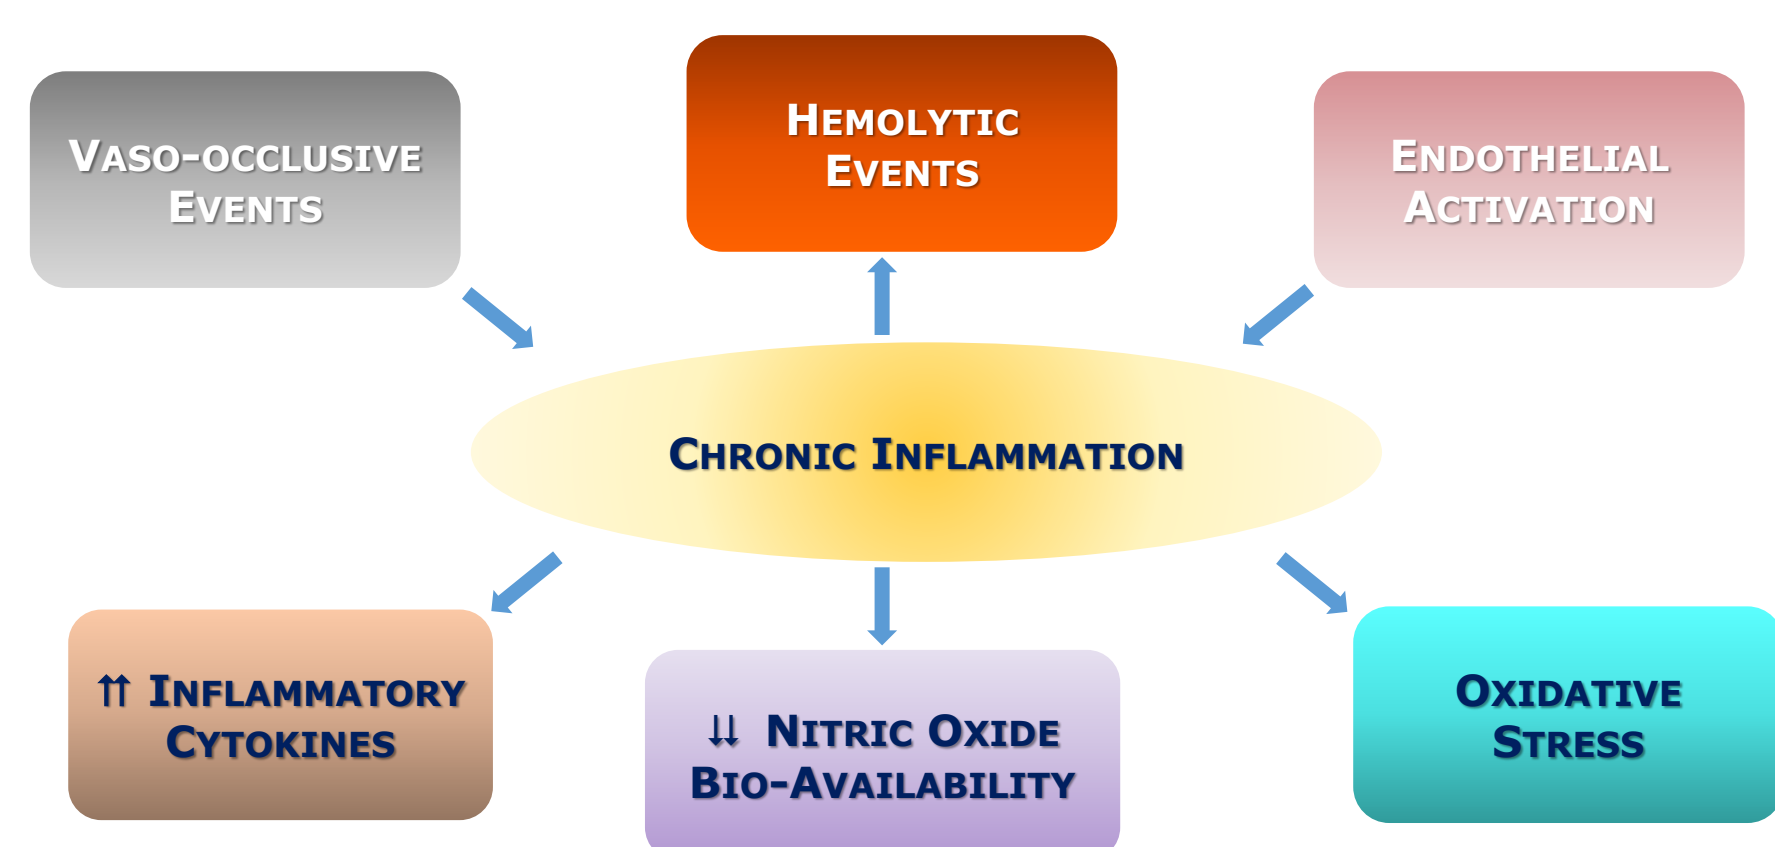 Vaso-occlusive
Events
Hemolytic
Events
Endothelial
Activation
Chronic Inflammation
⇈ Inflammatory
Cytokines
⇊ Nitric Oxide
Bio-Availability
Oxidative
Stress